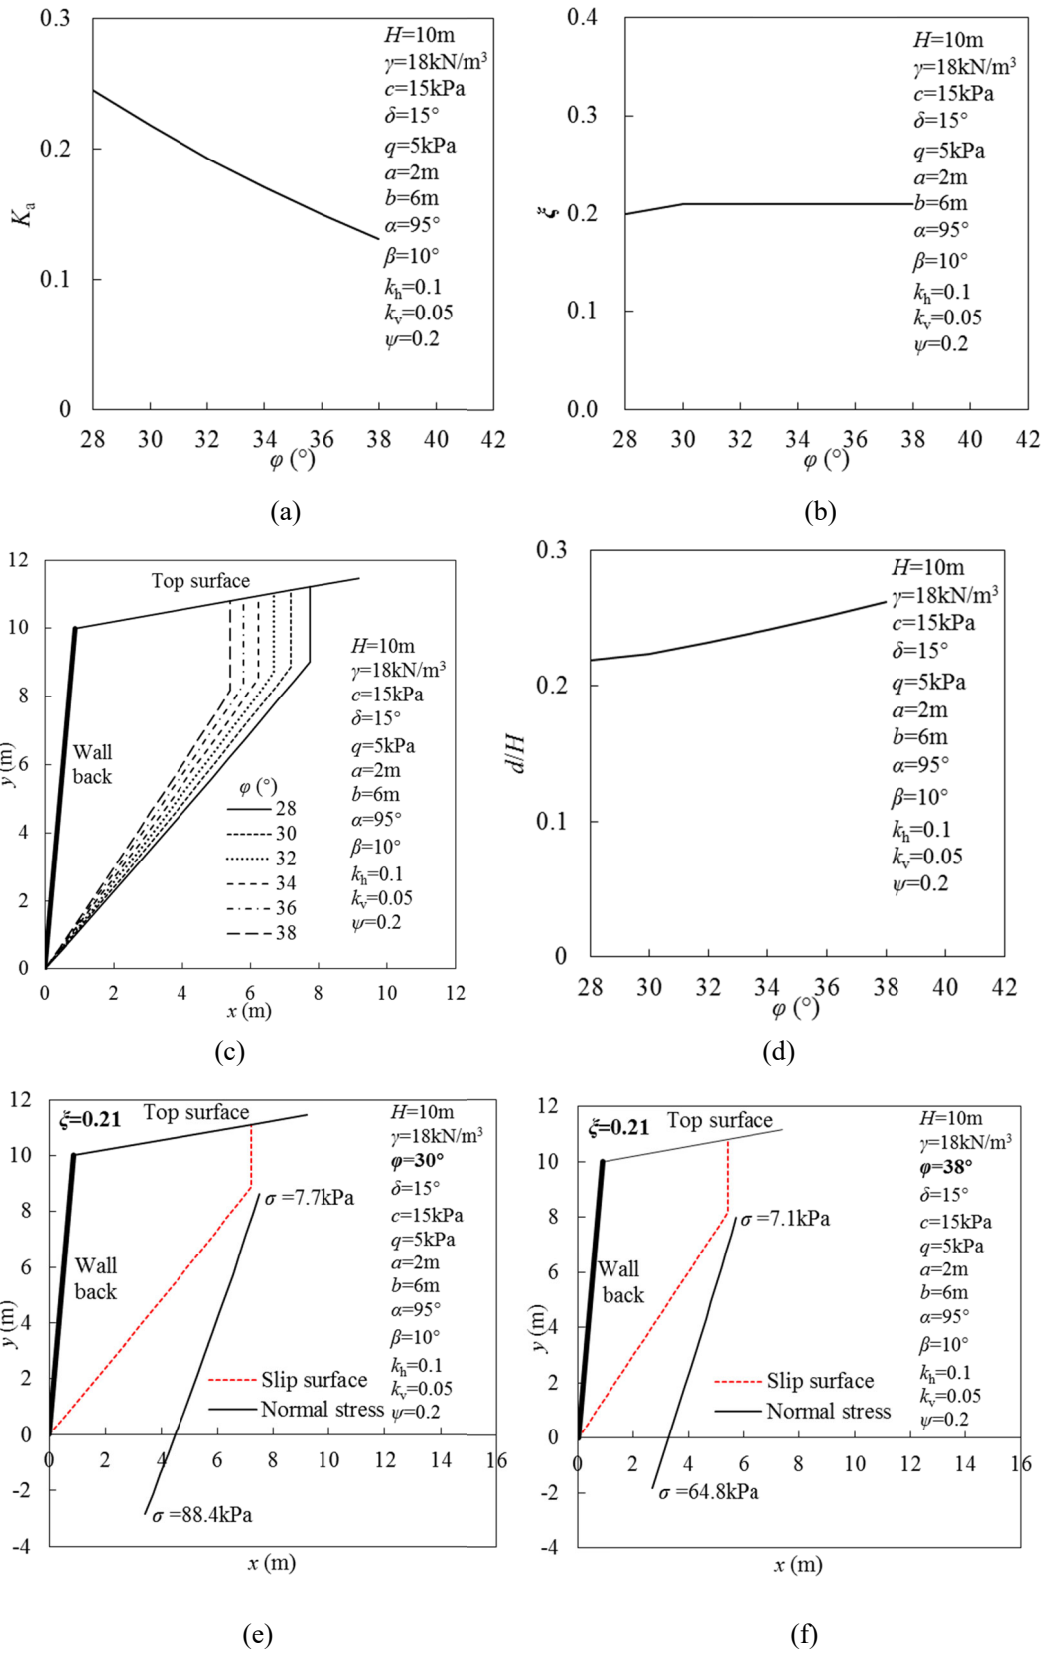 0.3
0.2
0.1
0
Kₐ
28 30 32 34 36 38 40 42
φ (°)
H=10m
γ=18kN/m³
c=15kPa
δ=15°
q=5kPa
a=2m
b=6m
α=95°
β=10°
kₕ=0.1
kᵥ=0.05
ψ=0.2
(a)
0.4
0.3
0.2
0.1
0.0
ξ
28 30 32 34 36 38 40 42
φ (°)
H=10m
γ=18kN/m³
c=15kPa
δ=15°
q=5kPa
a=2m
b=6m
α=95°
β=10°
kₕ=0.1
kᵥ=0.05
ψ=0.2
(b)
12
10
8
6
4
2
0
y (m)
0 2 4 6 8 10 12
x (m)
Top surface
Wall
back
φ (°)
28
30
32
34
36
38
H=10m
γ=18kN/m³
c=15kPa
δ=15°
q=5kPa
a=2m
b=6m
α=95°
β=10°
kₕ=0.1
kᵥ=0.05
ψ=0.2
(c)
0.3
0.2
0.1
0
d/H
28 30 32 34 36 38 40 42
φ (°)
H=10m
γ=18kN/m³
c=15kPa
δ=15°
q=5kPa
a=2m
b=6m
α=95°
β=10°
kₕ=0.1
kᵥ=0.05
ψ=0.2
(d)
12
10
8
6
4
2
0
-2
-4
y (m)
0 2 4 6 8 10 12 14 16
x (m)
ξ=0.21
Top surface
Wall
back
σ =7.7kPa
σ =88.4kPa
Slip surface
Normal stress
H=10m
γ=18kN/m³
φ=30°
δ=15°
c=15kPa
q=5kPa
a=2m
b=6m
α=95°
β=10°
kₕ=0.1
kᵥ=0.05
ψ=0.2
(e)
12
10
8
6
4
2
0
-2
-4
y (m)
0 2 4 6 8 10 12 14 16
x (m)
ξ=0.21
Top surface
Wall
back
σ=7.1kPa
σ=64.8kPa
Slip surface
Normal stress
H=10m
γ=18kN/m³
φ=38°
δ=15°
c=15kPa
q=5kPa
a=2m
b=6m
α=95°
β=10°
kₕ=0.1
kᵥ=0.05
ψ=0.2
(f)